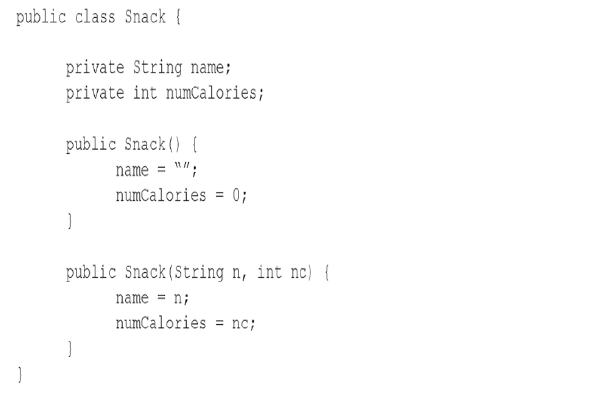 public class Snack {
private String name;
private int numCalories;
public Snack() {
name = “”;
numCalories = 0;
}
public Snack(String n, int nc) {
name = n;
numCalories = nc;
}
}